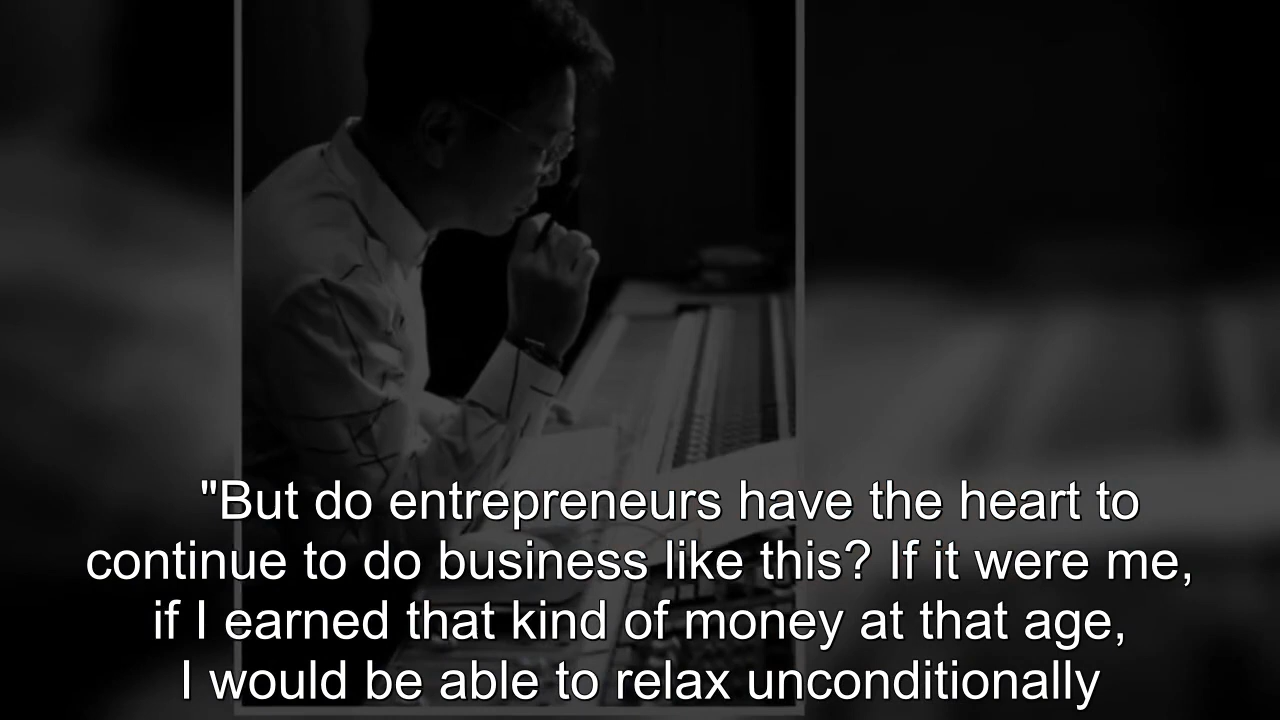 "But do entrepreneurs have the heart to
continue to do business like this? If it were me,
if I earned that kind of money at that age,
I would be able to relax unconditionally